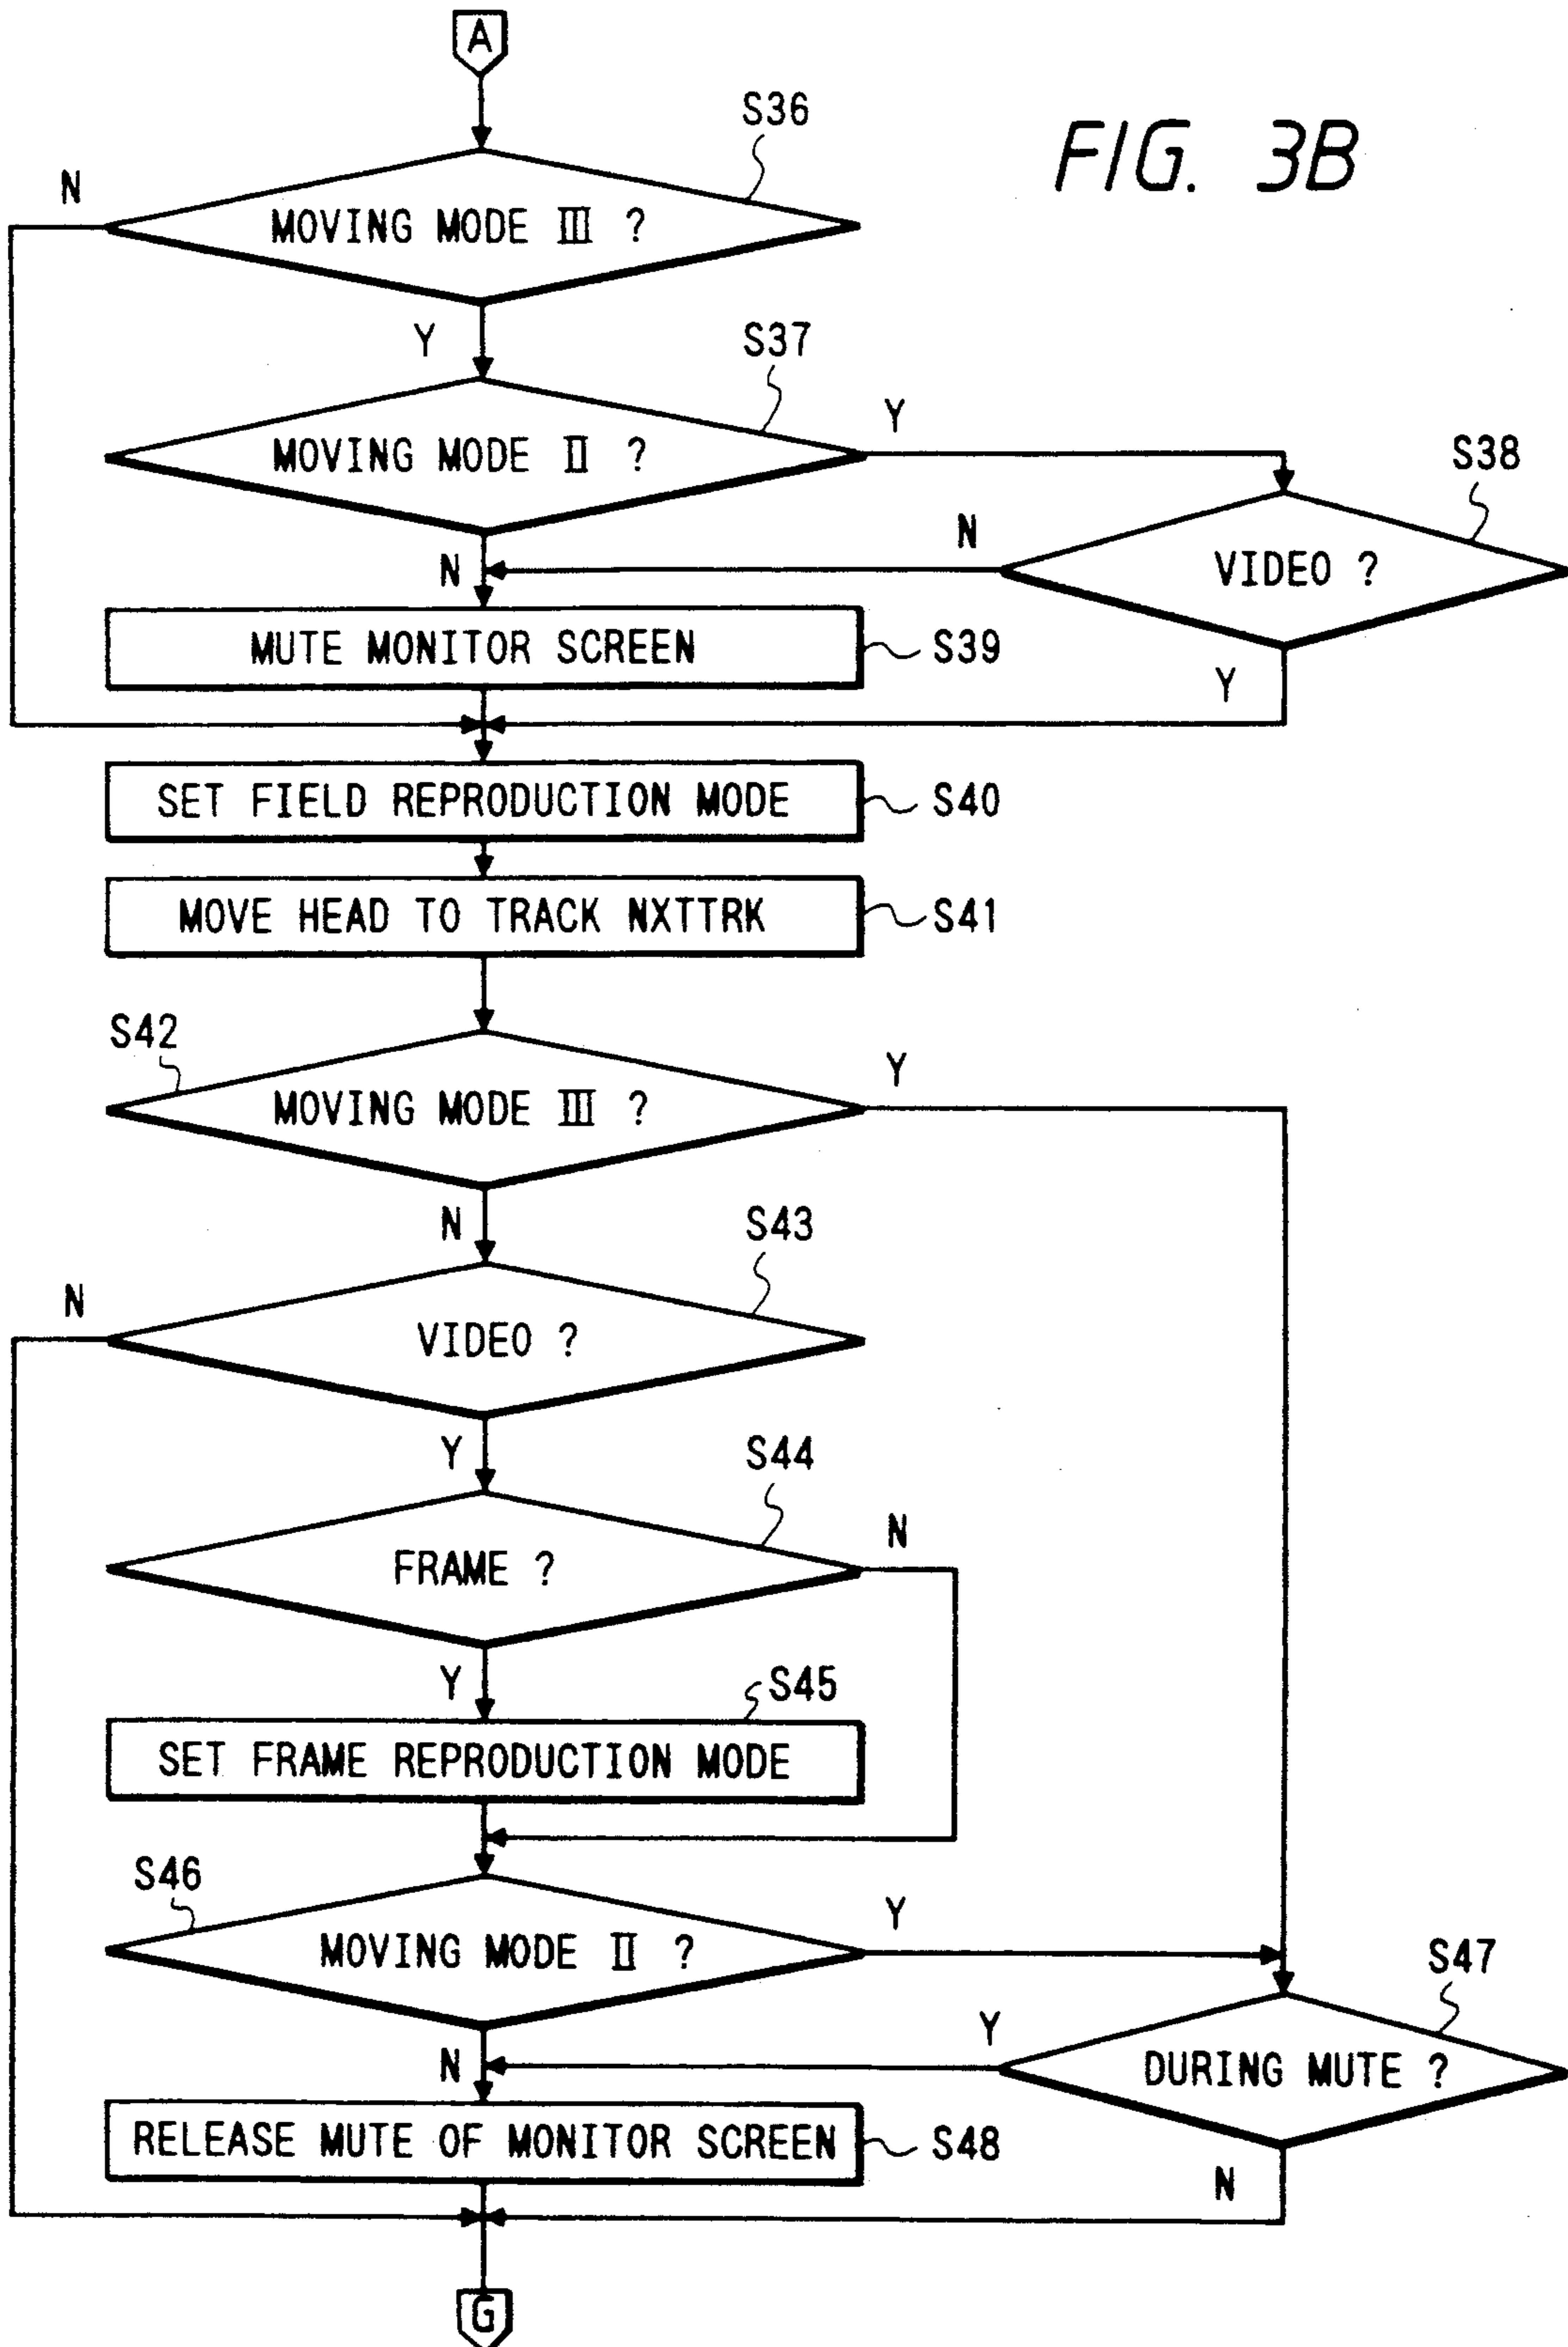 A
S36
FIG. 3B
N
MOVING MODE III ?
Y
S37
Y
MOVING MODE II ?
S38
N
N
VIDEO ?
MUTE MONITOR SCREEN
S39
Y
SET FIELD REPRODUCTION MODE
S40
MOVE HEAD TO TRACK NXTTRK
S41
S42
Y
MOVING MODE III ?
N
S43
N
VIDEO ?
Y
S44
N
FRAME ?
Y
S45
SET FRAME REPRODUCTION MODE
S46
Y
MOVING MODE II ?
S47
Y
N
DURING MUTE ?
RELEASE MUTE OF MONITOR SCREEN
S48
N
G